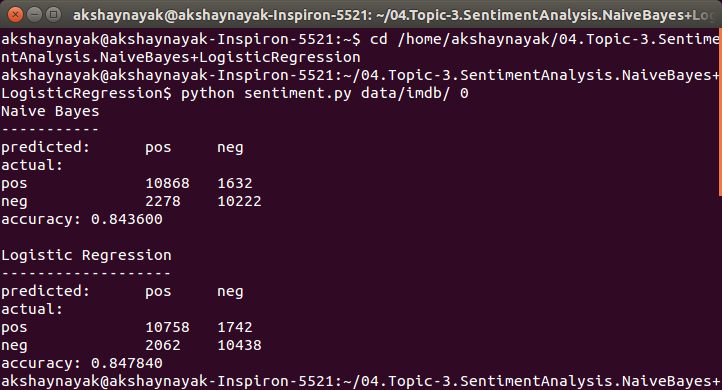 akshaynayak@akshaynayak-Inspiron-5521: ~/04.Topic-3.SentimentAnalysis.NaiveBayes+Log
akshaynayak@akshaynayak-Inspiron-5521:~$ cd /home/akshaynayak/04.Topic-3.Sentime
ntAnalysis.NaiveBayes+LogisticRegression
akshaynayak@akshaynayak-Inspiron-5521:~/04.Topic-3.SentimentAnalysis.NaiveBayes+
LogisticRegression$ python sentiment.py data/imdb/ 0
Naive Bayes
-----------
predicted:      pos     neg
actual:
pos             10868   1632
neg             2278    10222
accuracy: 0.843600

Logistic Regression
-------------------
predicted:      pos     neg
actual:
pos             10758   1742
neg             2062    10438
accuracy: 0.847840
akshaynayak@akshaynayak-Inspiron-5521:~/04.Topic-3.SentimentAnalysis.NaiveBayes+